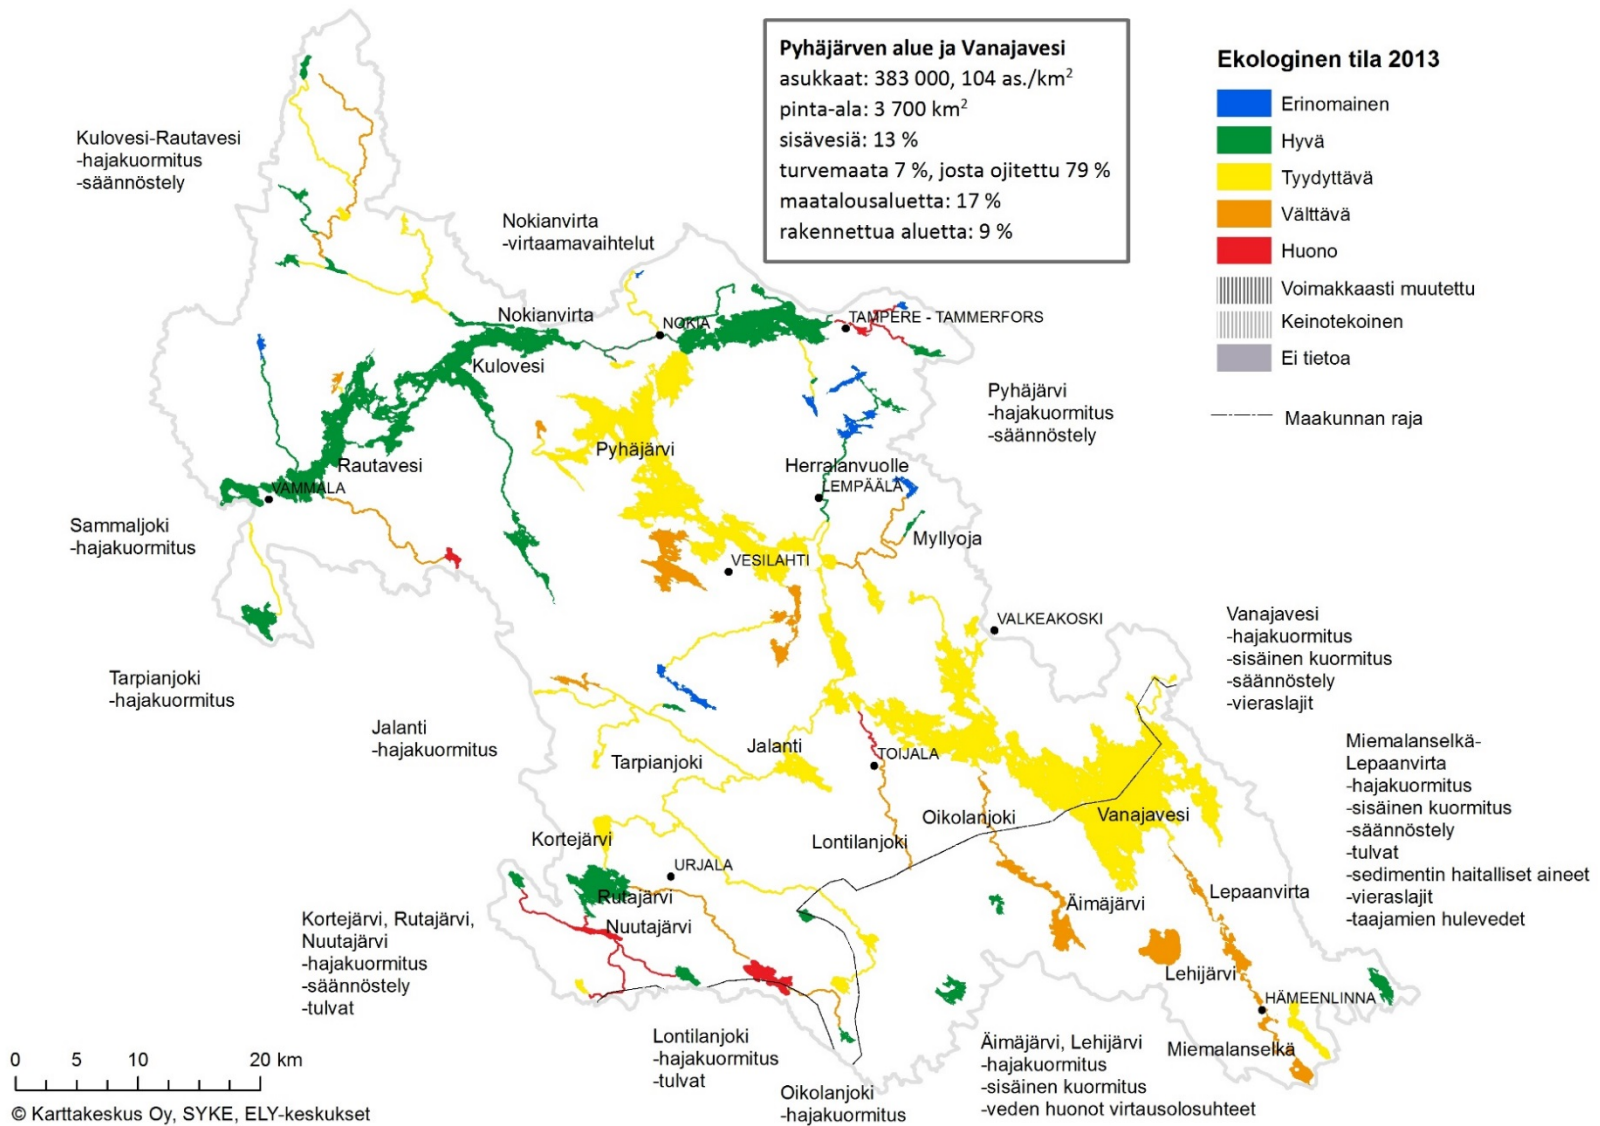 Pyhäjärven alue ja Vanajavesi
asukkaat: 383 000, 104 as./km²
pinta-ala: 3 700 km²
sisävesiä: 13 %
turvemaata 7 %, josta ojitettu 79 %
maatalousaluetta: 17 %
rakennettua aluetta: 9 %
Ekologinen tila 2013
Erinomainen
Hyvä
Tyydyttävä
Välttävä
Huono
Voimakkaasti muutettu
Keinotekoinen
Ei tietoa
Maakunnan raja
Kulovesi-Rautavesi
-hajakuormitus
-säännöstely
Nokianvirta
-virtaamavaihtelut
Nokianvirta
NOKIA
TAMPERE - TAMMERFORS
Kulovesi
Pyhäjärvi
-hajakuormitus
-säännöstely
Pyhäjärvi
Rautavesi
VAMMALA
Herralanvuolle
LEMPÄÄLÄ
Myllyoja
Sammaljoki
-hajakuormitus
VESILAHTI
VALKEAKOSKI
Vanajavesi
-hajakuormitus
-sisäinen kuormitus
-säännöstely
-vieraslajit
Tarpianjoki
-hajakuormitus
Jalanti
-hajakuormitus
Tarpianjoki
Jalanti
TOIJALA
Miemalanselkä-
Lepaanvirta
-hajakuormitus
-sisäinen kuormitus
-säännöstely
-tulvat
-sedimentin haitalliset aineet
-vieraslajit
-taajamien hulevedet
Oikolanjoki
Vanajavesi
Kortejärvi
Lontilanjoki
URJALA
Rutajärvi
Nuutajärvi
Äimäjärvi
Lepaanvirta
Lehijärvi
HÄMEENLINNA
Miemalanselkä
Kortejärvi, Rutajärvi,
Nuutajärvi
-hajakuormitus
-säännöstely
-tulvat
Lontilanjoki
-hajakuormitus
-tulvat
Oikolanjoki
-hajakuormitus
Äimäjärvi, Lehijärvi
-hajakuormitus
-sisäinen kuormitus
-veden huonot virtausolosuhteet
0 5 10 20 km
© Karttakeskus Oy, SYKE, ELY-keskukset